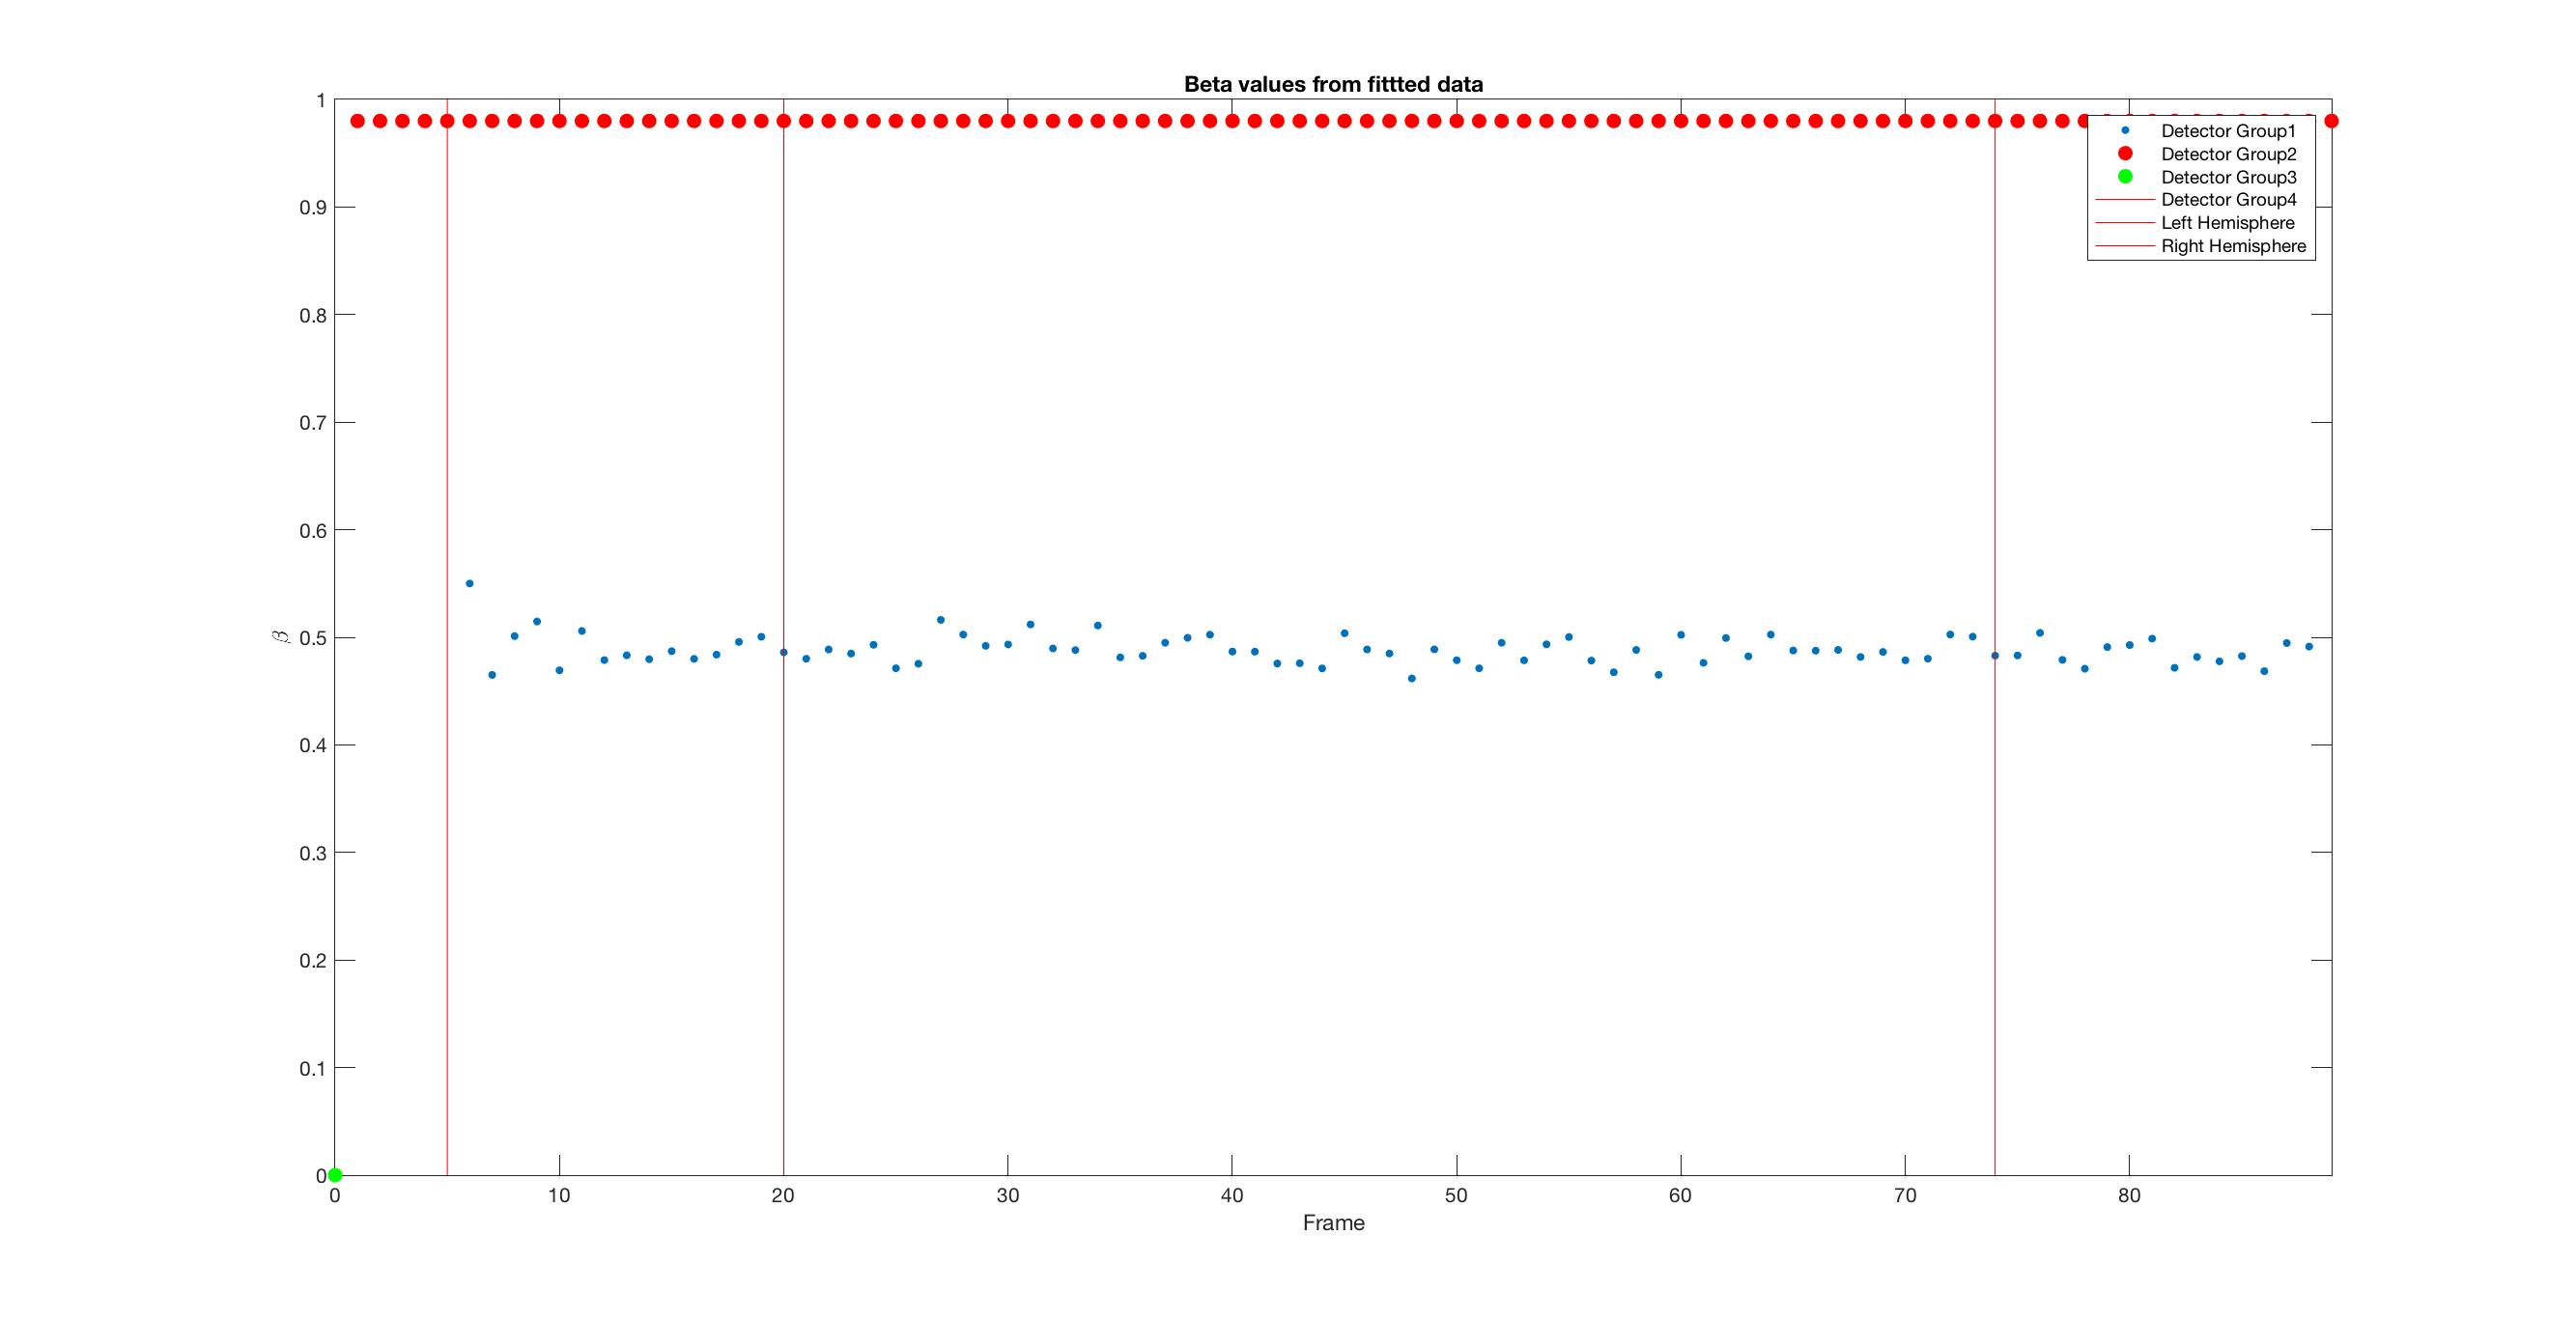 Beta values from fittted data
1
0.9
0.8
0.7
0.6
0.5
0.4
0.3
0.2
0.1
0
β
Detector Group1
Detector Group2
Detector Group3
Detector Group4
Left Hemisphere
Right Hemisphere
0 10 20 30 40 50 60 70 80
Frame